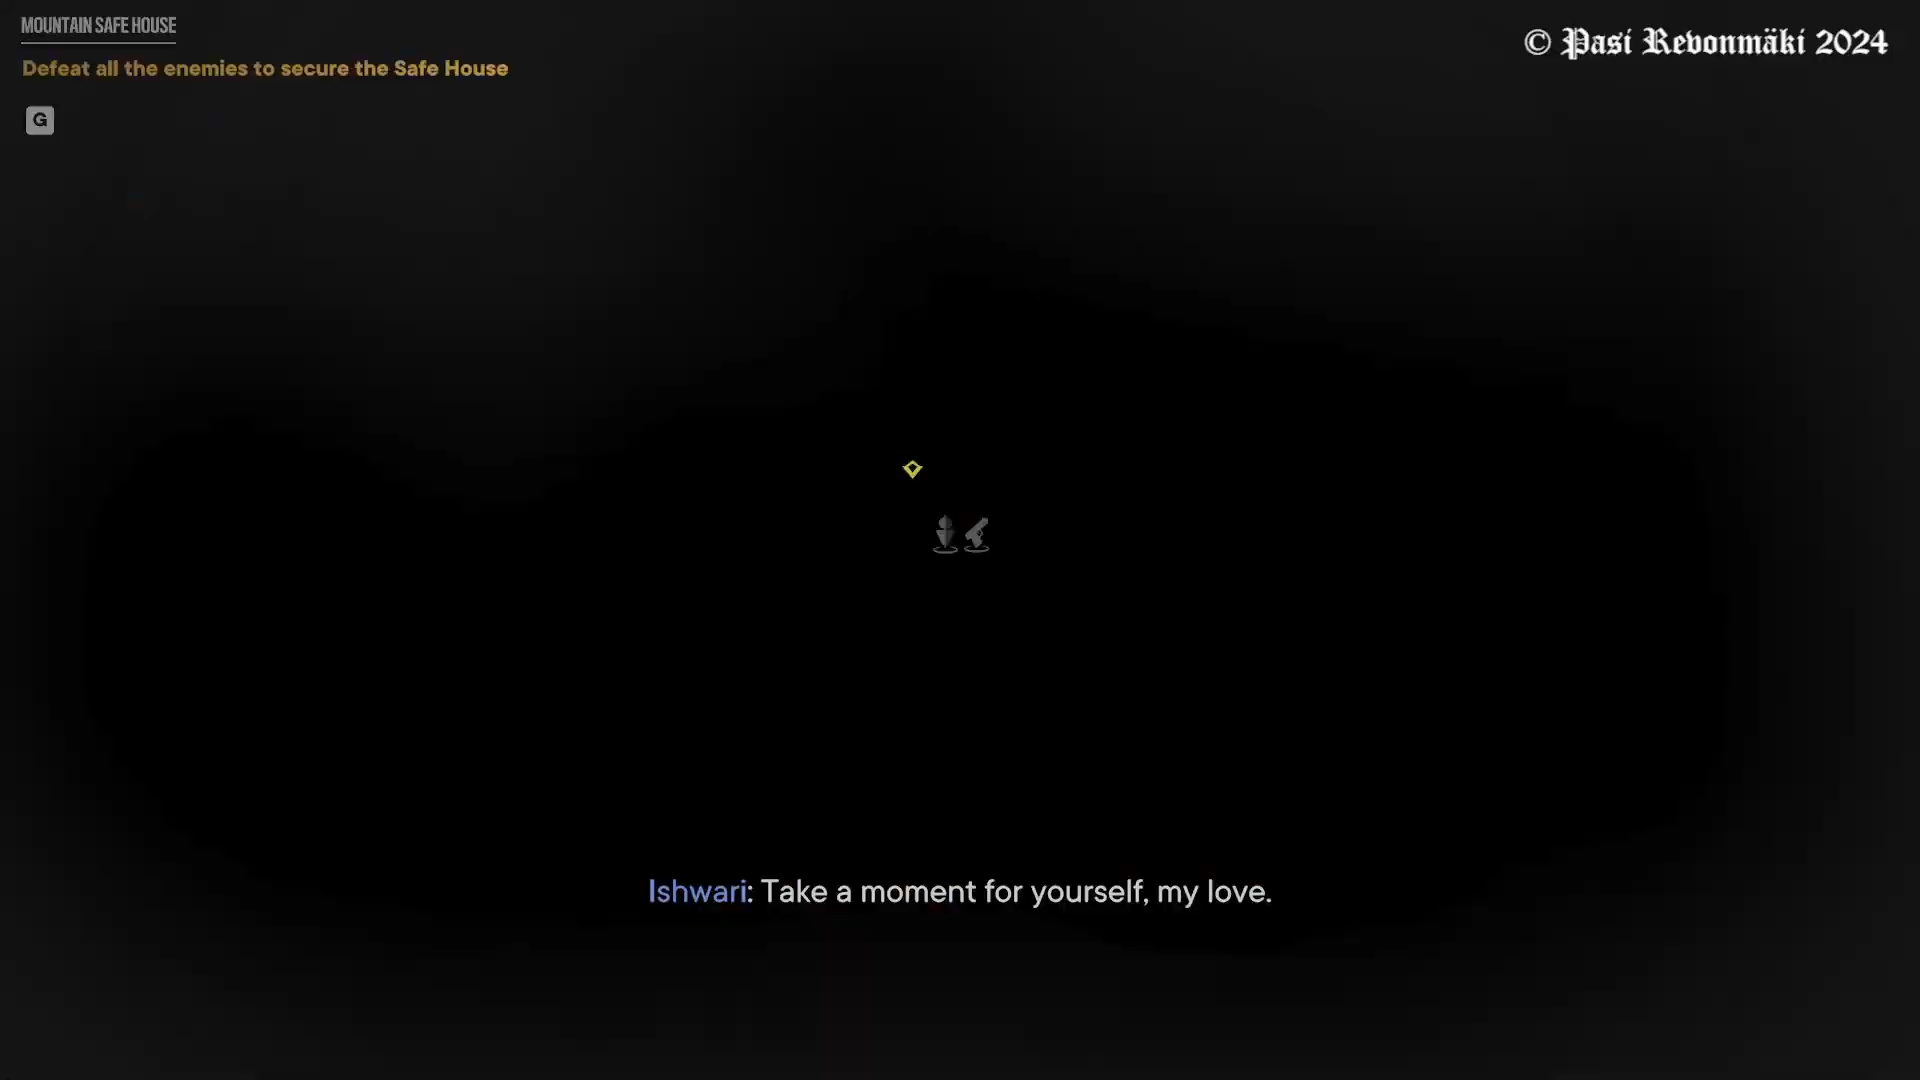 MOUNTAIN SAFE HOUSE
© Pasi Revonmäki 2024
Defeat all the enemies to secure the Safe House
G
Ishwari: Take a moment for yourself, my love.